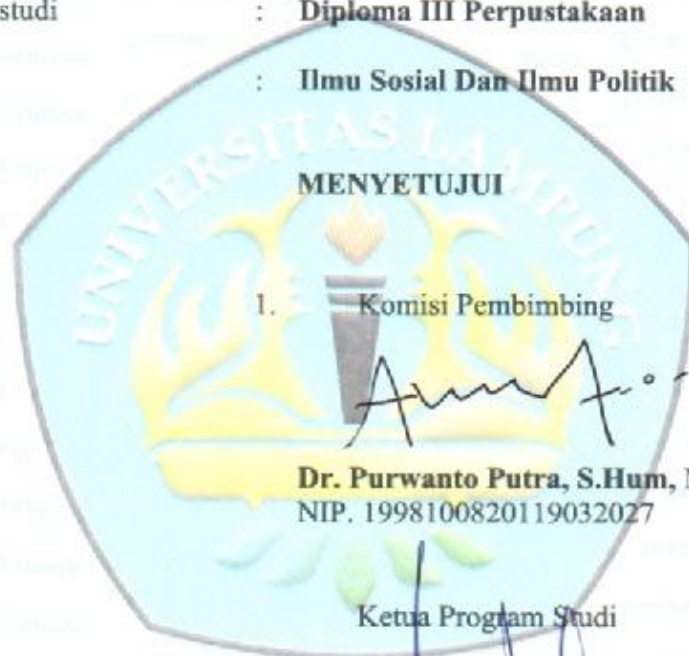 studi : Diploma III Perpustakaan
: Ilmu Sosial Dan Ilmu Politik
MENYETUJUI
UNIVERSITAS LAMPUNG
1. Komisi Pembimbing
Dr. Purwanto Putra, S.Hum,
NIP. 1998100820119032027
Ketua Program Studi